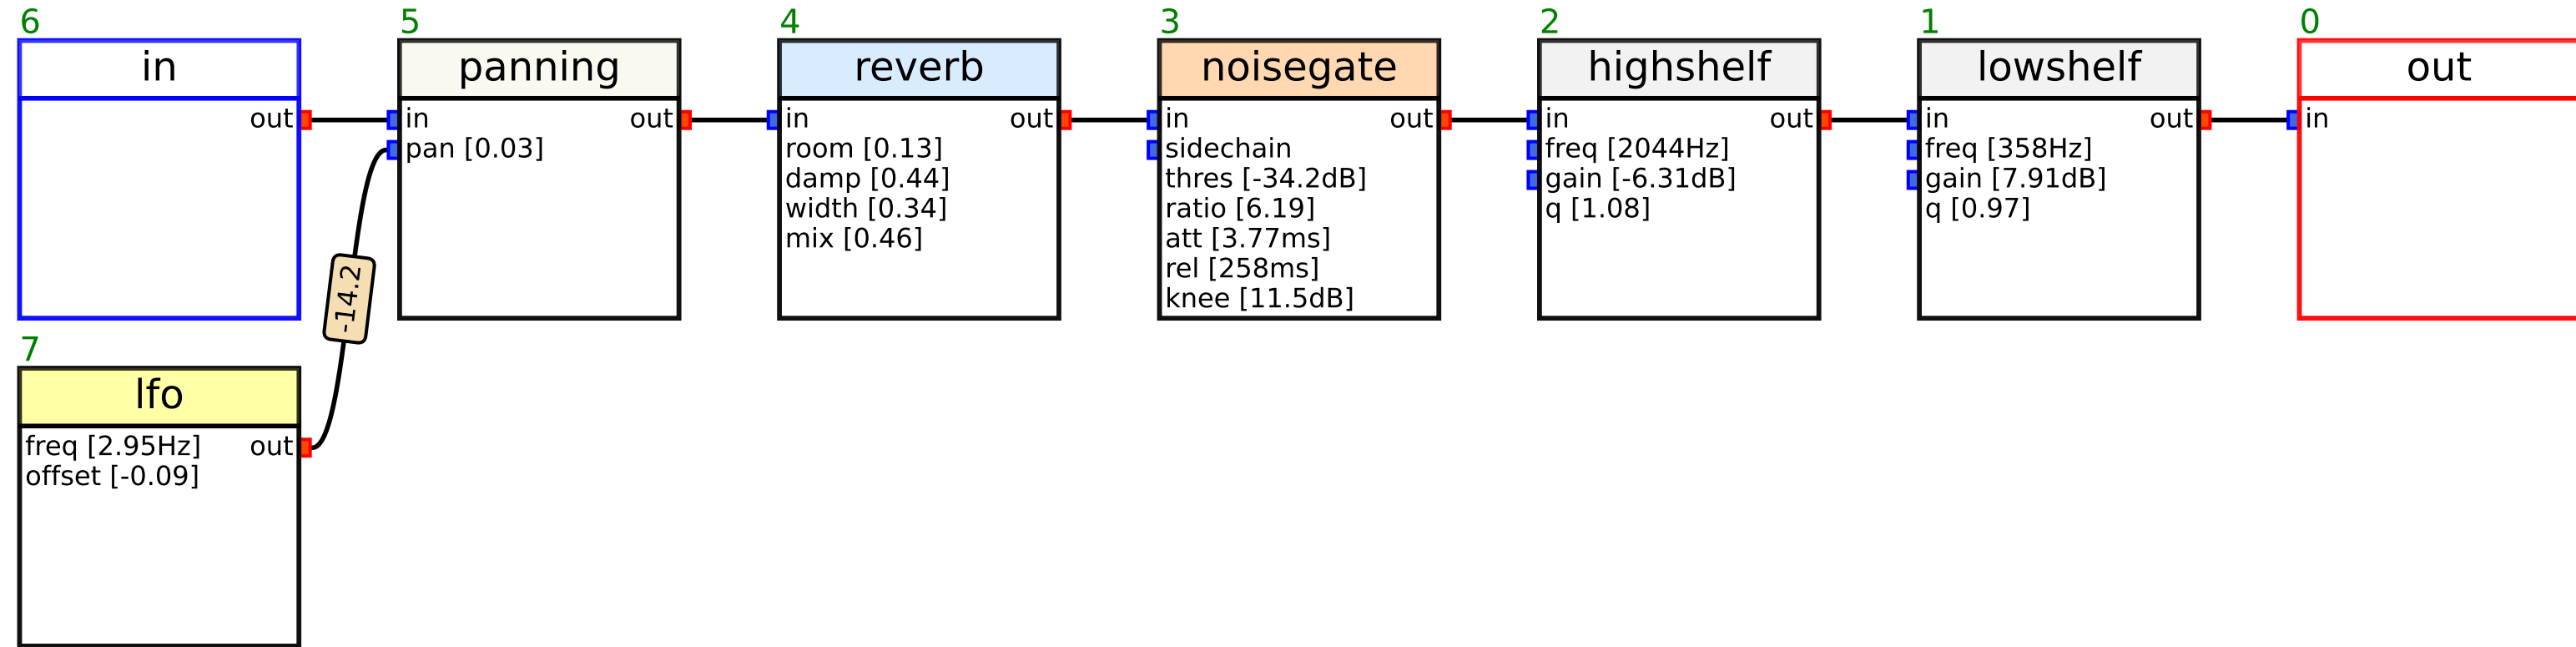 6
in
out
5
panning
in out
pan [0.03]
4
reverb
in out
room [0.13]
damp [0.44]
width [0.34]
mix [0.46]
3
noisegate
in out
sidechain
thres [-34.2dB]
ratio [6.19]
att [3.77ms]
rel [258ms]
knee [11.5dB]
2
highshelf
in out
freq [2044Hz]
gain [-6.31dB]
q [1.08]
1
lowshelf
in out
freq [358Hz]
gain [7.91dB]
q [0.97]
0
out
in
-14.2
7
lfo
freq [2.95Hz] out
offset [-0.09]